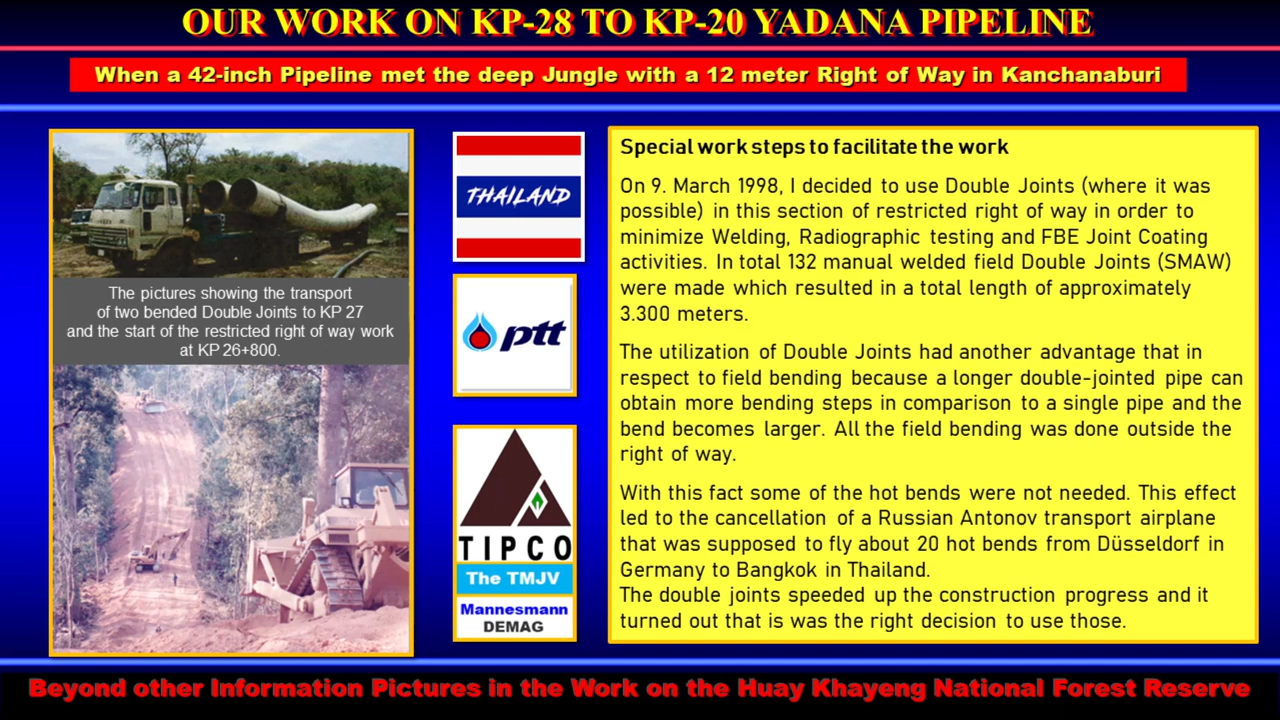 OUR WORK ON KP-28 TO KP-20 YADANA PIPELINE
When a 42-inch Pipeline met the deep Jungle with a 12 meter Right of Way in Kanchanaburi
The pictures showing the transport
of two bended Double Joints to KP 27
and the start of the restricted right of way work
at KP 26+800.
THAILAND
ptt
TIPCO
The TMJV
Mannesmann
DEMAG
Special work steps to facilitate the work
On 9. March 1998, I decided to use Double Joints (where it was
possible) in this section of restricted right of way in order to
minimize Welding, Radiographic testing and FBE Joint Coating
activities. In total 132 manual welded field Double Joints (SMAW)
were made which resulted in a total length of approximately
3.300 meters.
The utilization of Double Joints had another advantage that in
respect to field bending because a longer double-jointed pipe can
obtain more bending steps in comparison to a single pipe and the
bend becomes larger. All the field bending was done outside the
right of way.
With this fact some of the hot bends were not needed. This effect
led to the cancellation of a Russian Antonov transport airplane
that was supposed to fly about 20 hot bends from Düsseldorf in
Germany to Bangkok in Thailand.
The double joints speeded up the construction progress and it
turned out that is was the right decision to use those.
Beyond other Information Pictures in the Work on the Huay Khayeng National Forest Reserve